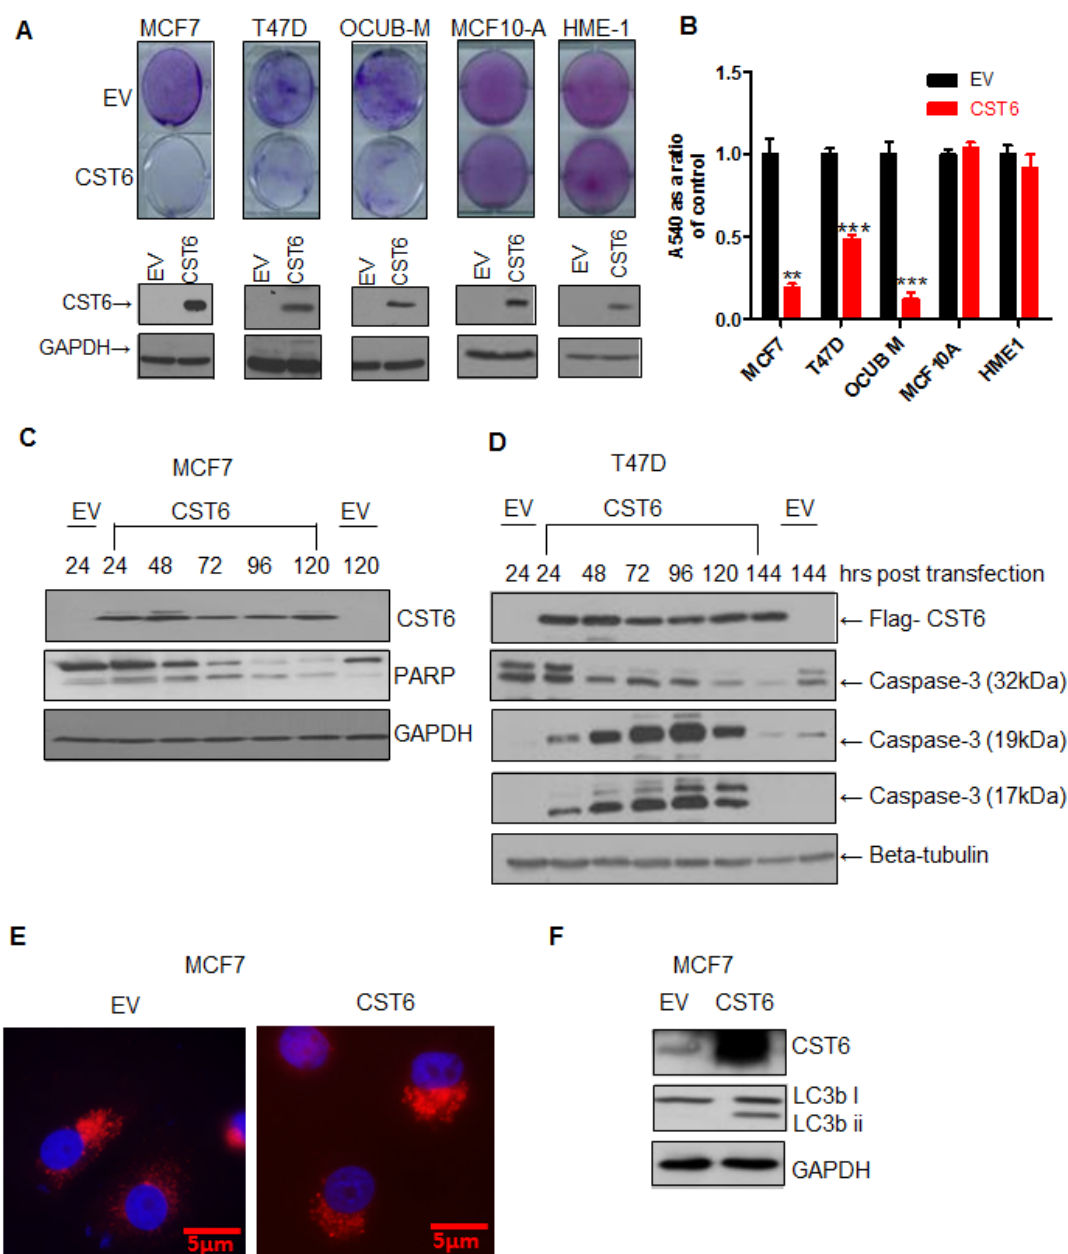 A
MCF7 T47D OCUB-M MCF10-A HME-1
EV
CST6
EV CST6 EV CST6 EV CST6 EV CST6 EV CST6
CST6→
GAPDH→
B
EV
CST6
A540 as a ratio
of control
1.5
1.0
0.5
0.0
** *** ***
MCF7 T47D OCUB M MCF10A HME1
C
MCF7
EV CST6 EV
24 24 48 72 96 120 120
CST6
PARP
GAPDH
D
T47D
EV CST6 EV
24 24 48 72 96 120 144 144 hrs post transfection
← Flag- CST6
← Caspase-3 (32kDa)
← Caspase-3 (19kDa)
← Caspase-3 (17kDa)
← Beta-tubulin
E
MCF7
EV CST6
5µm 5µm
F
MCF7
EV CST6
CST6
LC3b I
LC3b ii
GAPDH